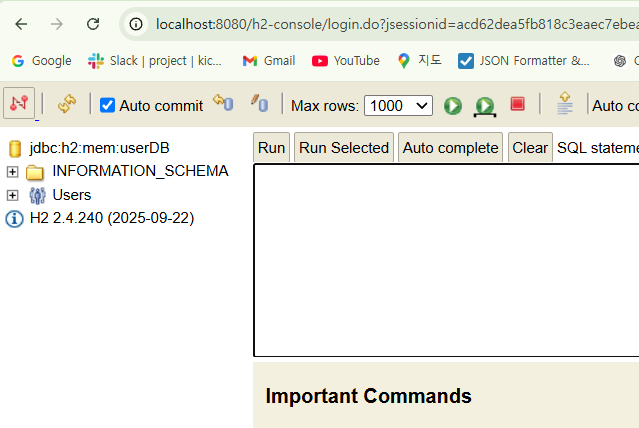 localhost:8080/h2-console/login.do?jsessionid=acd62dea5fb818c3eaec7ebea
Google Slack | project | kic... Gmail YouTube 지도 JSON Formatter &...
Auto commit Max rows: 1000 Auto co
jdbc:h2:mem:userDB
INFORMATION_SCHEMA
Users
H2 2.4.240 (2025-09-22)
Run Run Selected Auto complete Clear SQL stateme
Important Commands